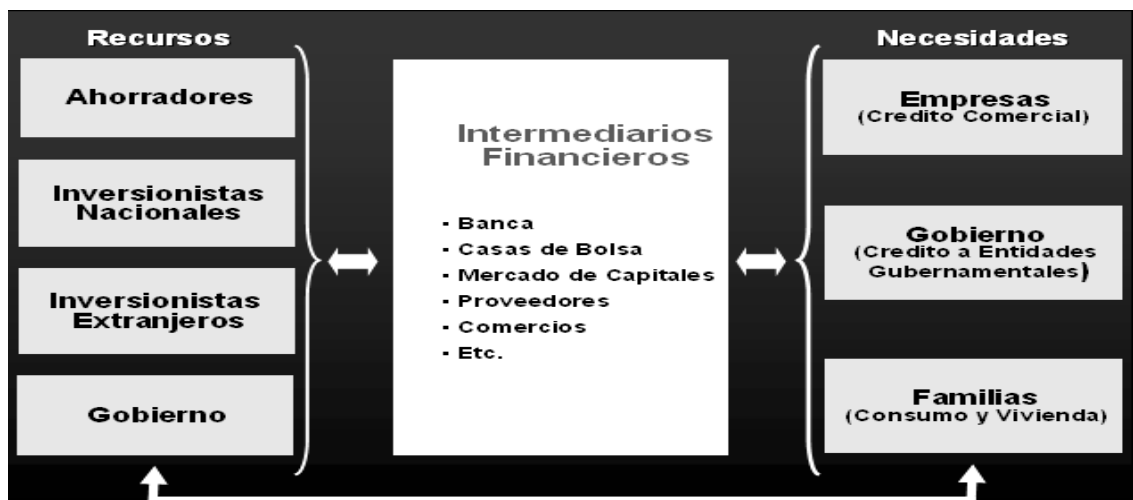 Recursos
Ahorradores
Inversionistas
Nacionales
Inversionistas
Extranjeros
Gobierno
Intermediarios
Financieros
- Banca
- Casas de Bolsa
- Mercado de Capitales
- Proveedores
- Comercios
- Etc.
Necesidades
Empresas
(Credito Comercial)
Gobierno
(Credito a Entidades
Gubernamentales)
Familias
(Consumo y Vivienda)